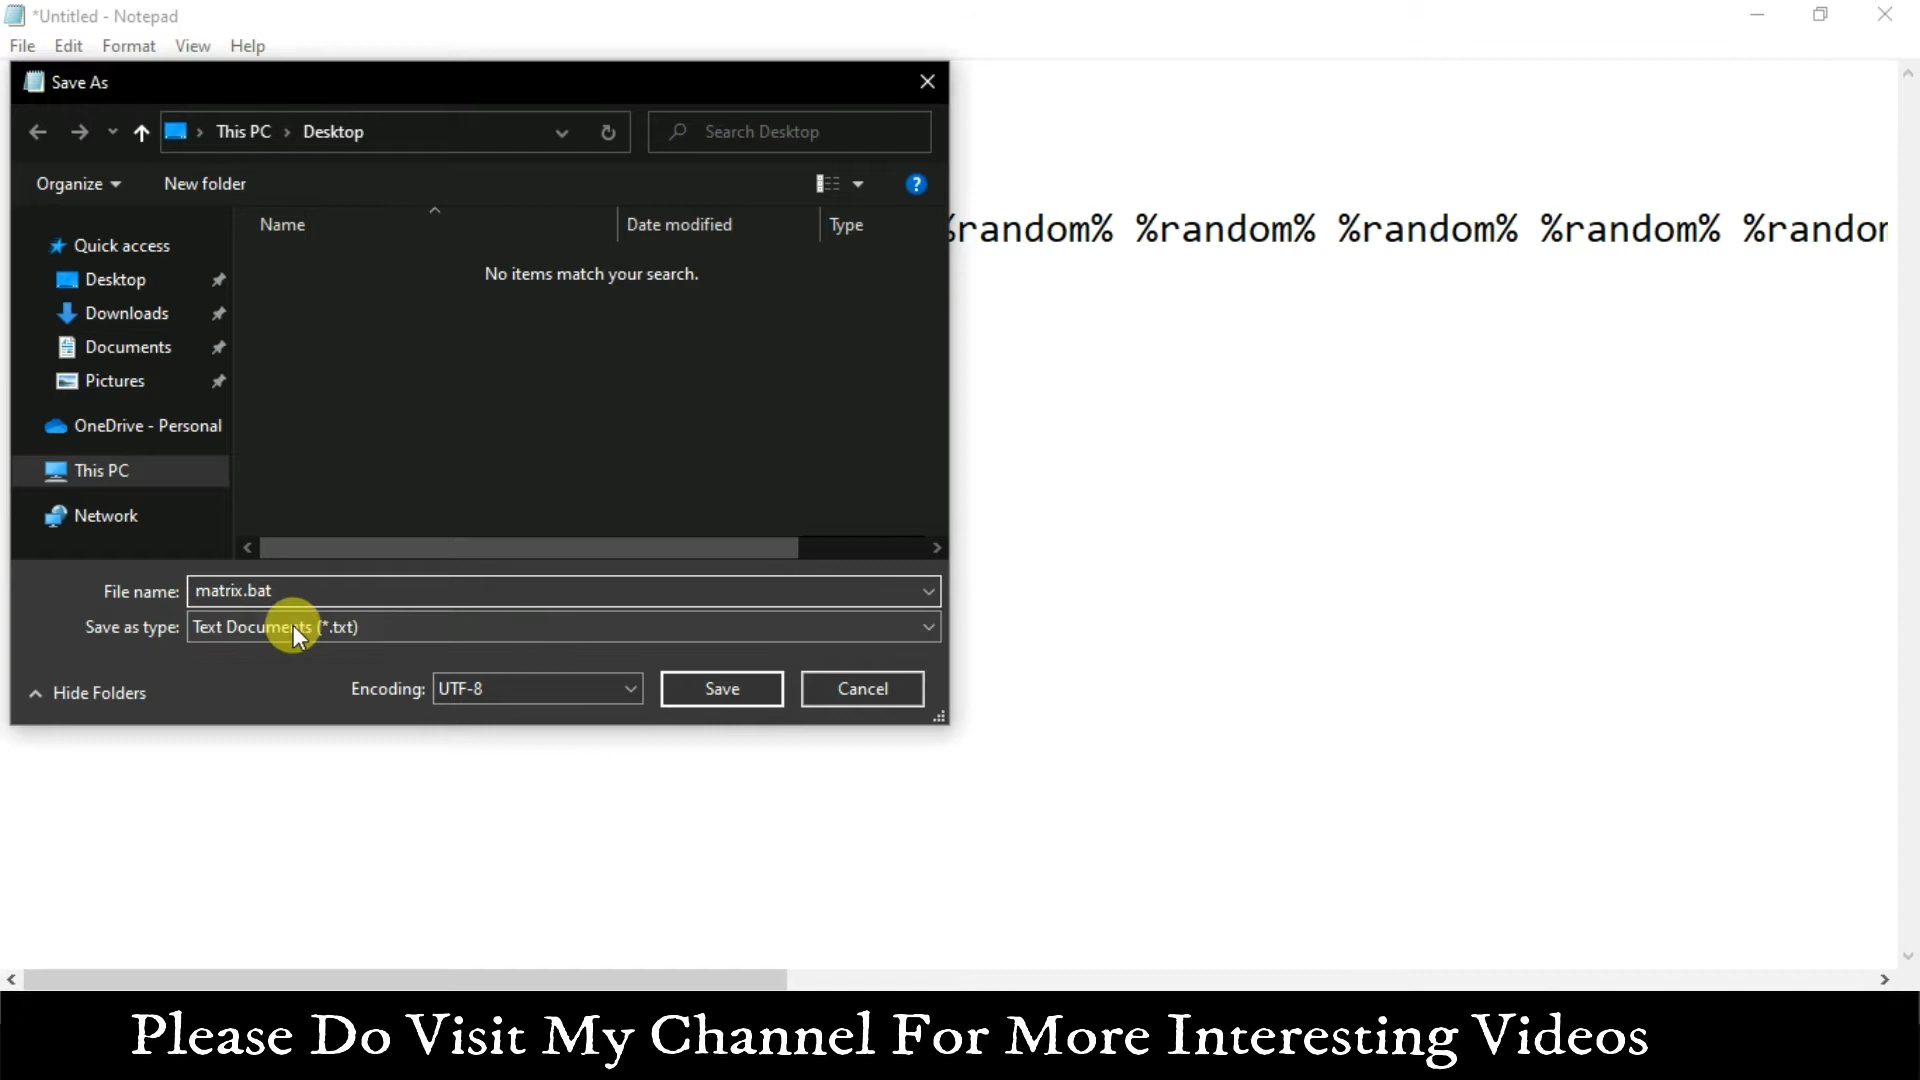 *Untitled - Notepad
File Edit Format View Help
Save As
This PC Desktop
Search Desktop
Organize New folder
?
Name Date modified Type
No items match your search.
Quick access
Desktop
Downloads
Documents
Pictures
OneDrive - Personal
This PC
Network
%random% %random% %random% %random% %random
File name: matrix.bat
Save as type: Text Documents (*.txt)
Hide Folders
Encoding: UTF-8
Save
Cancel
Please Do Visit My Channel For More Interesting Videos